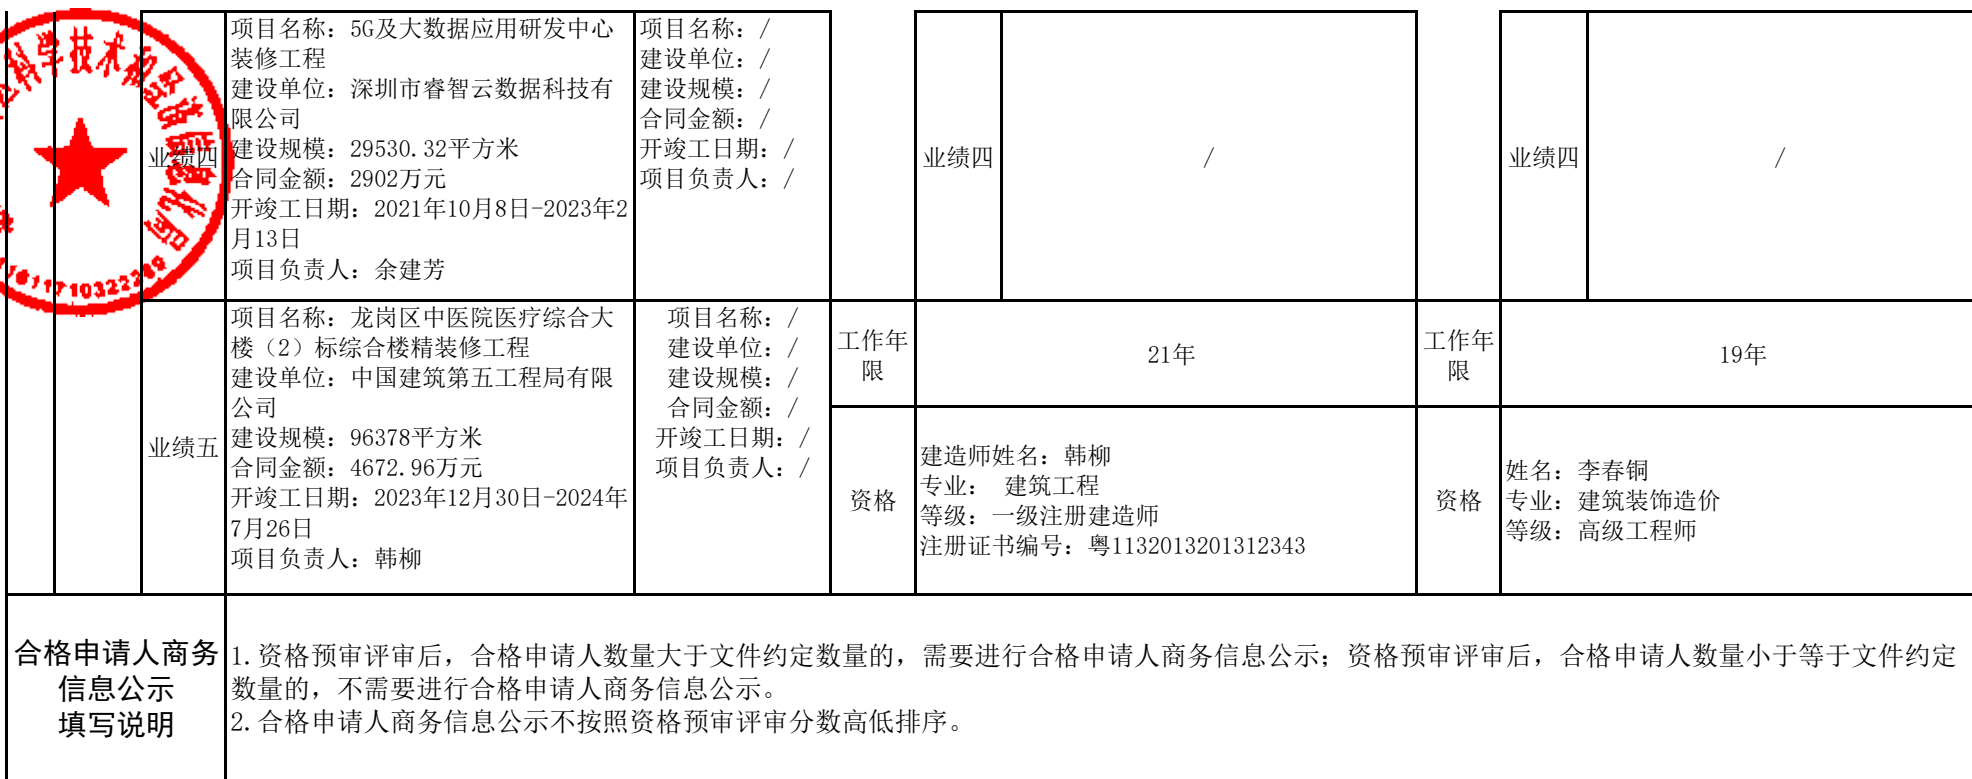 项目名称：5G及大数据应用研发中心
装修工程
建设单位：深圳市睿智云数据科技有
限公司
建设规模：29530.32平方米
合同金额：2902万元
开竣工日期：2021年10月8日-2023年2
月13日
项目负责人：余建芳
业绩四
项目名称：/
建设单位：/
建设规模：/
合同金额：/
开竣工日期：/
项目负责人：/
业绩四
/
业绩四
/
科学技术和经济信息化局
业绩五
项目名称：龙岗区中医院医疗综合大
楼（2）标综合楼精装修工程
建设单位：中国建筑第五工程局有限
公司
建设规模：96378平方米
合同金额：4672.96万元
开竣工日期：2023年12月30日-2024年
7月26日
项目负责人：韩柳
项目名称：/
建设单位：/
建设规模：/
合同金额：/
开竣工日期：/
项目负责人：/
工作年
限
21年
工作年
限
19年
资格
建造师姓名：韩柳
专业： 建筑工程
等级：一级注册建造师
注册证书编号：粤1132013201312343
资格
姓名：李春铜
专业：建筑装饰造价
等级：高级工程师
合格申请人商务
信息公示
填写说明
1.资格预审评审后，合格申请人数量大于文件约定数量的，需要进行合格申请人商务信息公示；资格预审评审后，合格申请人数量小于等于文件约定
数量的，不需要进行合格申请人商务信息公示。
2.合格申请人商务信息公示不按照资格预审评审分数高低排序。